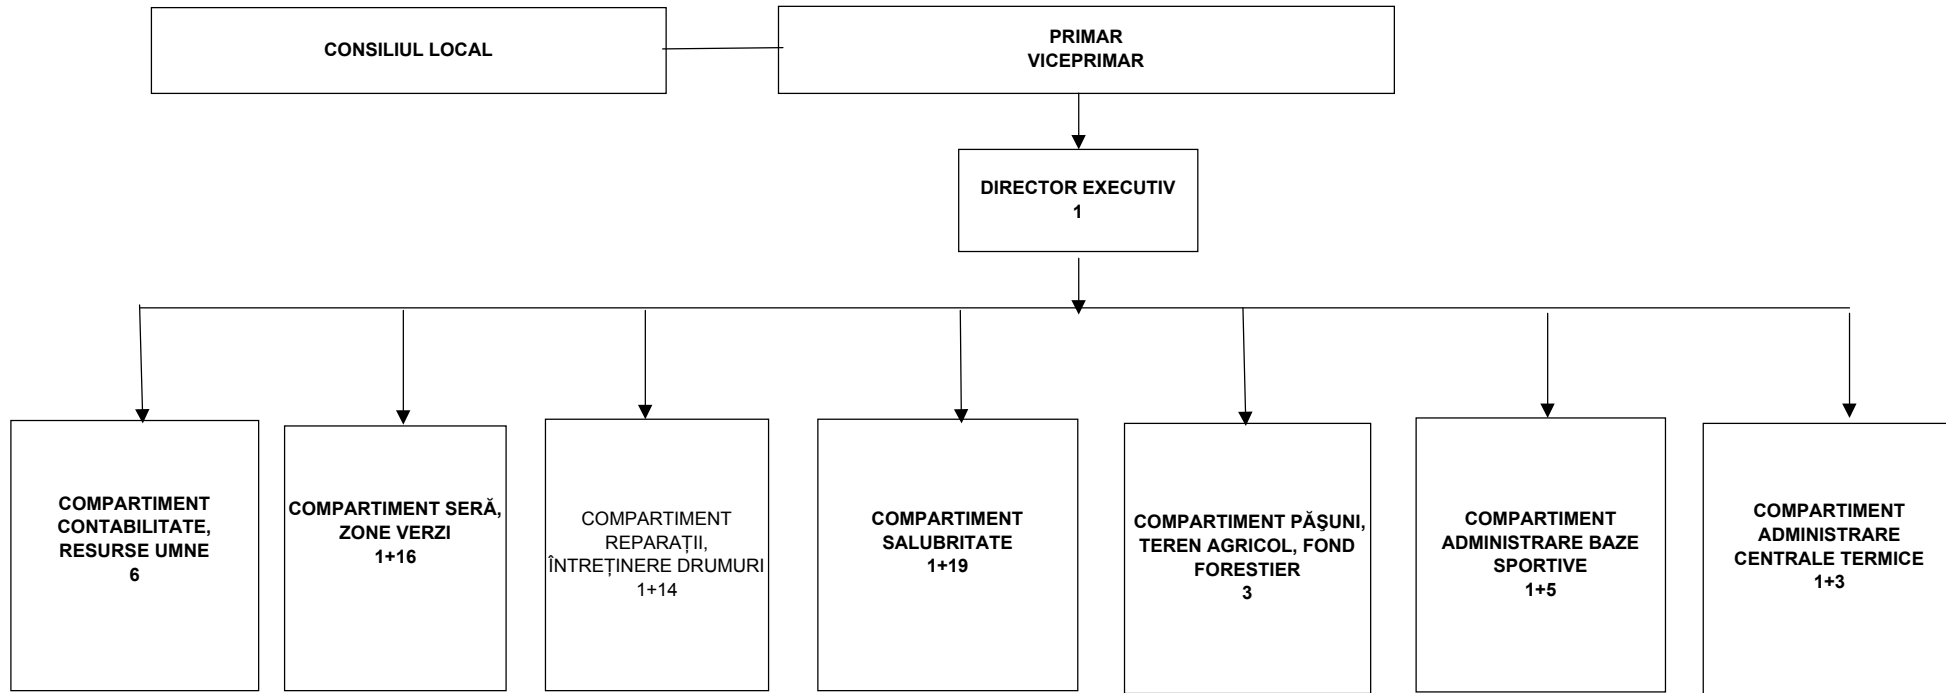 CONSILIUL LOCAL
PRIMAR
VICEPRIMAR
DIRECTOR EXECUTIV
1
COMPARTIMENT
CONTABILITATE,
RESURSE UMNE
6
COMPARTIMENT SERĂ,
ZONE VERZI
1+16
COMPARTIMENT
REPARAȚII,
ÎNTREȚINERE DRUMURI
1+14
COMPARTIMENT
SALUBRITATE
1+19
COMPARTIMENT PĂŞUNI,
TEREN AGRICOL, FOND
FORESTIER
3
COMPARTIMENT
ADMINISTRARE BAZE
SPORTIVE
1+5
COMPARTIMENT
ADMINISTRARE
CENTRALE TERMICE
1+3